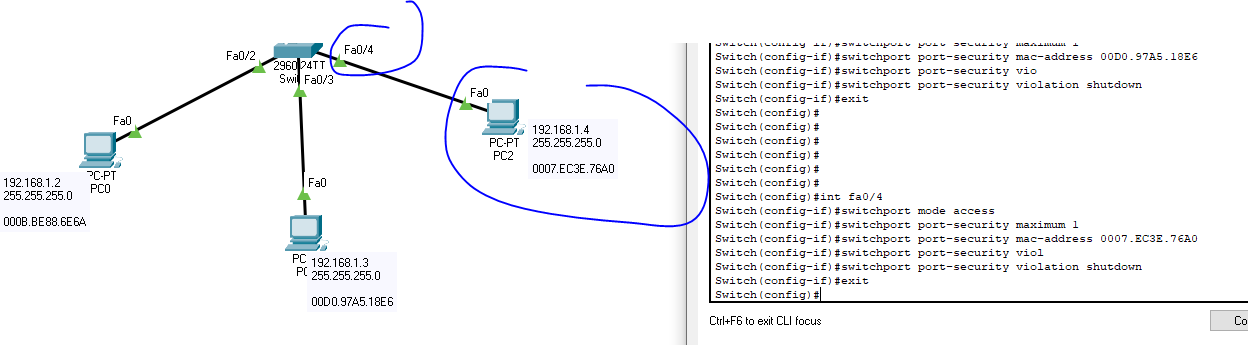 Fa0/2
Fa0/4
2960-24TT
Fa0/3
Fa0
Fa0
PC-PT
PC2
192.168.1.4
255.255.255.0
0007.EC3E.76A0
PC-PT
PC0
192.168.1.2
255.255.255.0
000B.BE88.6E6A
Fa0
192.168.1.3
255.255.255.0
00D0.97A5.18E6
Switch(config-if)#switchport port-security maximum 1
Switch(config-if)#switchport port-security mac-address 00D0.97A5.18E6
Switch(config-if)#switchport port-security vio
Switch(config-if)#switchport port-security violation shutdown
Switch(config-if)#exit
Switch(config)#
Switch(config)#
Switch(config)#
Switch(config)#
Switch(config)#
Switch(config)#
Switch(config)#int fa0/4
Switch(config-if)#switchport mode access
Switch(config-if)#switchport port-security maximum 1
Switch(config-if)#switchport port-security mac-address 0007.EC3E.76A0
Switch(config-if)#switchport port-security viol
Switch(config-if)#switchport port-security violation shutdown
Switch(config-if)#exit
Switch(config)#
Ctrl+F6 to exit CLI focus
Co